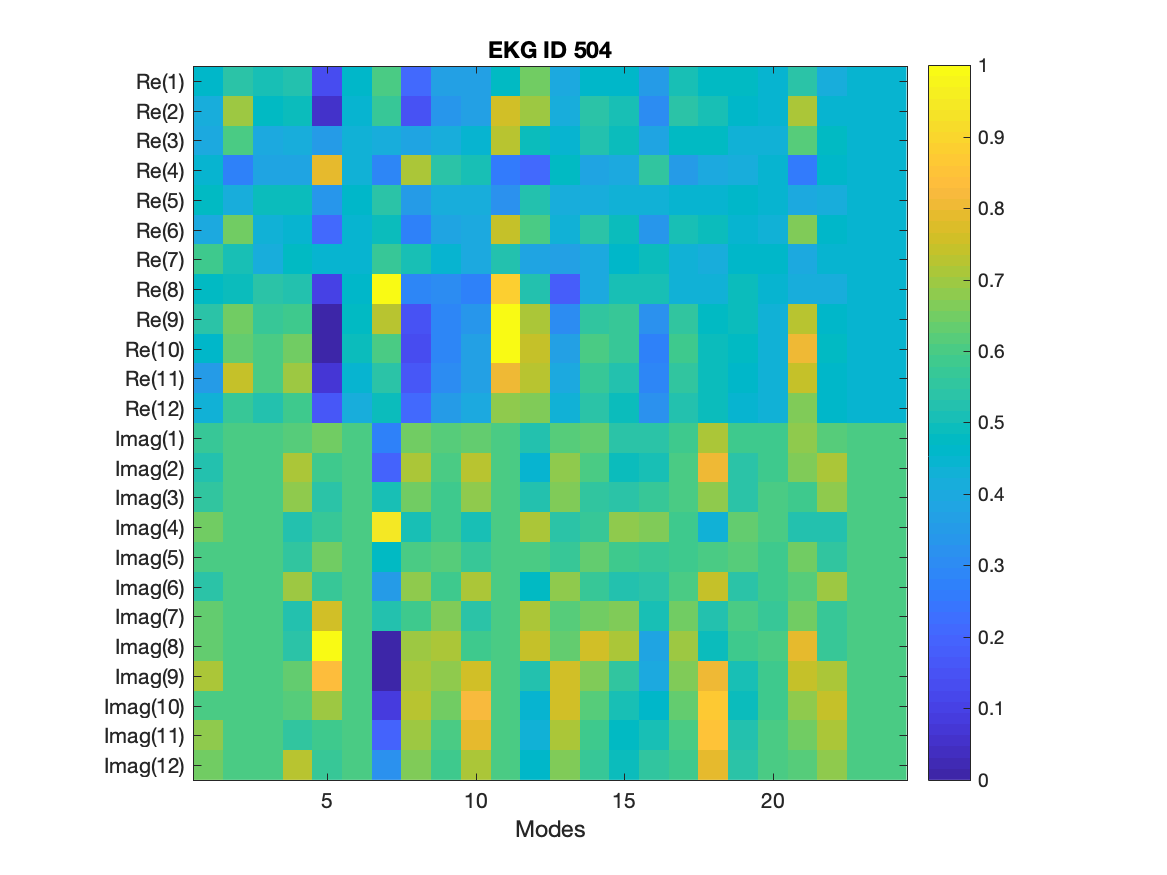 EKG ID 504
Re(1)
Re(2)
Re(3)
Re(4)
Re(5)
Re(6)
Re(7)
Re(8)
Re(9)
Re(10)
Re(11)
Re(12)
Imag(1)
Imag(2)
Imag(3)
Imag(4)
Imag(5)
Imag(6)
Imag(7)
Imag(8)
Imag(9)
Imag(10)
Imag(11)
Imag(12)
5 10 15 20
Modes
1
0.9
0.8
0.7
0.6
0.5
0.4
0.3
0.2
0.1
0